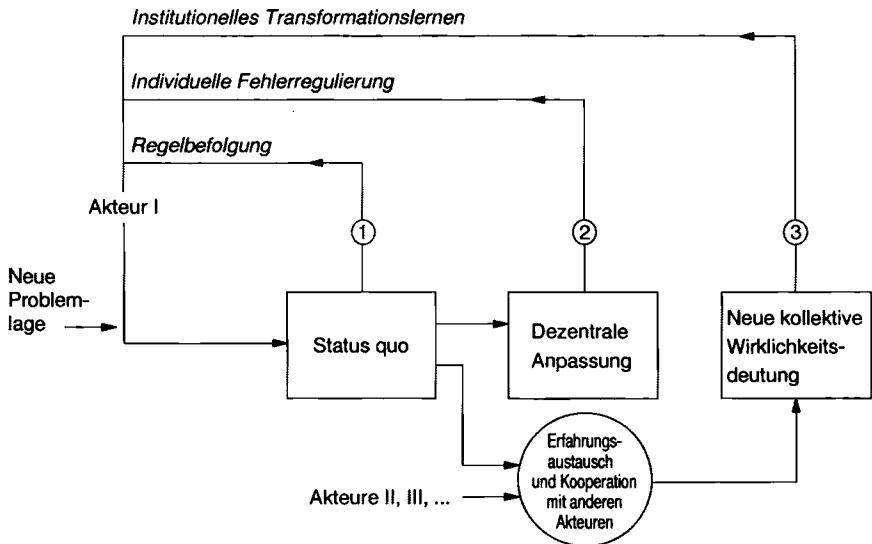 Institutionelles Transformationslernen
Individuelle Fehlerregulierung
Regelbefolgung
Akteur I
1
2
3
Neue
Problem-
lage
Status quo
Dezentrale
Anpassung
Neue kollektive
Wirklichkeits-
deutung
Erfahrungs-
austausch
und Kooperation
mit anderen
Akteuren
Akteure II, III, ...